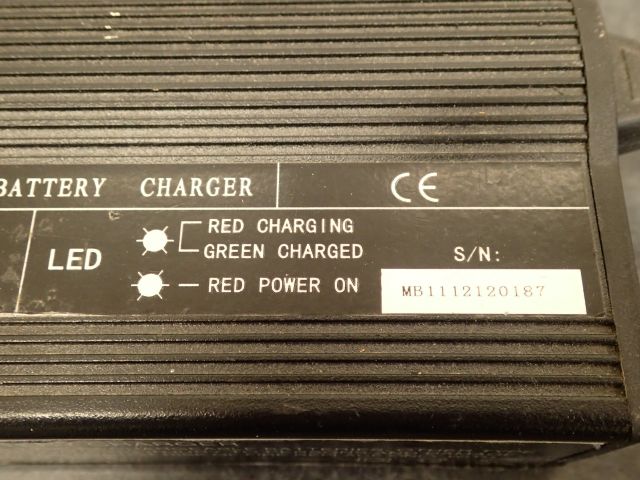 BATTERY CHARGER CE
RED CHARGING
LED GREEN CHARGED S/N:
RED POWER ON MB1112120187